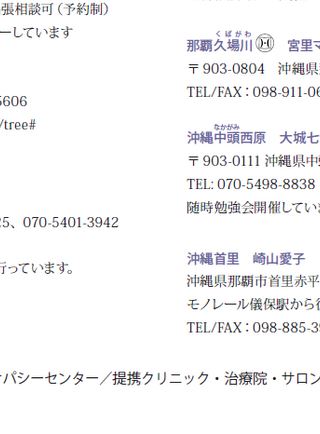 張相談可（予約制）
ーしています
5606
/tree#
25、070-5401-3942
行っています。
くばがわ
那覇久場川 Ⓗ 宮里マ
〒903-0804　沖縄県
TEL/FAX：098-911-06
なかがみ
沖縄中頭西原　大城七
〒903-0111 沖縄県中
TEL: 070-5498-8838
随時勉強会開催してい
沖縄首里　崎山愛子
沖縄県那覇市首里赤平
モノレール儀保駅から徒
TEL/FAX：098-885-39
パシーセンター／提携クリニック・治療院・サロン